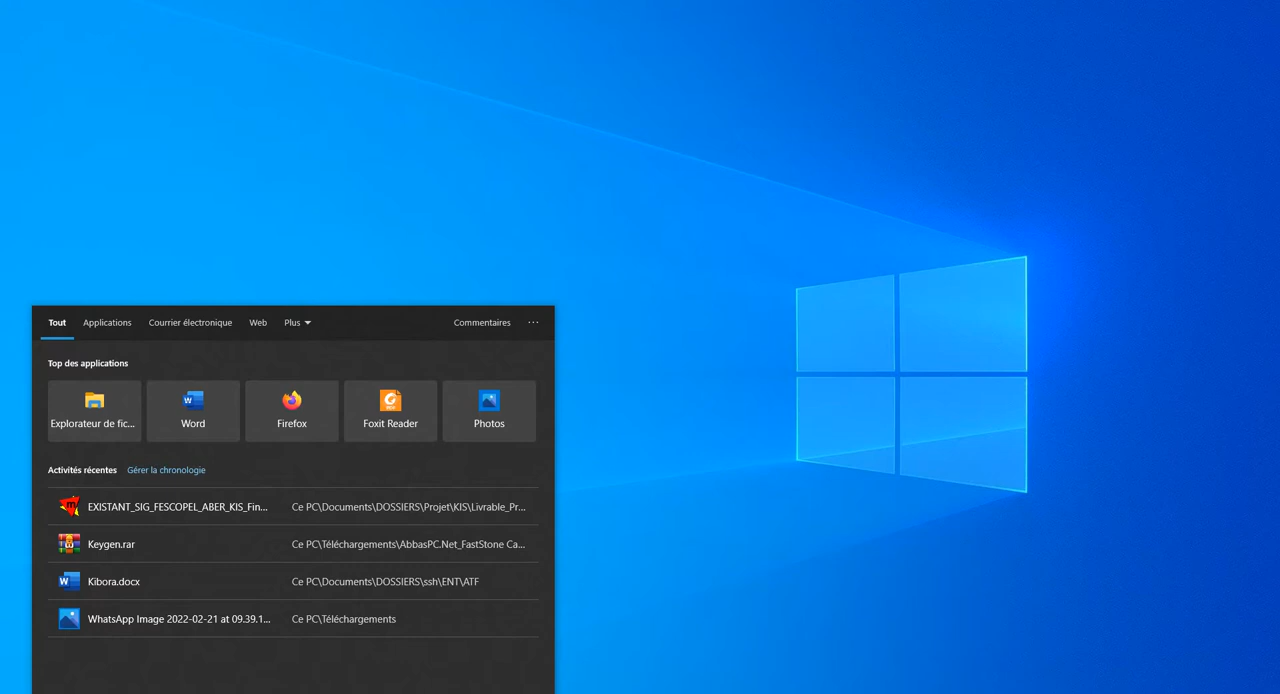 Tout Applications Courrier électronique Web Plus Commentaires ...
Top des applications
Explorateur de fic... Word Firefox Foxit Reader Photos
Activités récentes Gérer la chronologie
EXISTANT_SIG_FESCOPEL_ABER_KIS_Fin... Ce PC\Documents\DOSSIERS\Projet\KIS\Livrable_Pr...
Keygen.rar Ce PC\Téléchargements\AbbasPC.Net_FastStone Ca...
Kibora.docx Ce PC\Documents\DOSSIERS\ssh\ENT\ATF
WhatsApp Image 2022-02-21 at 09.39.1... Ce PC\Téléchargements